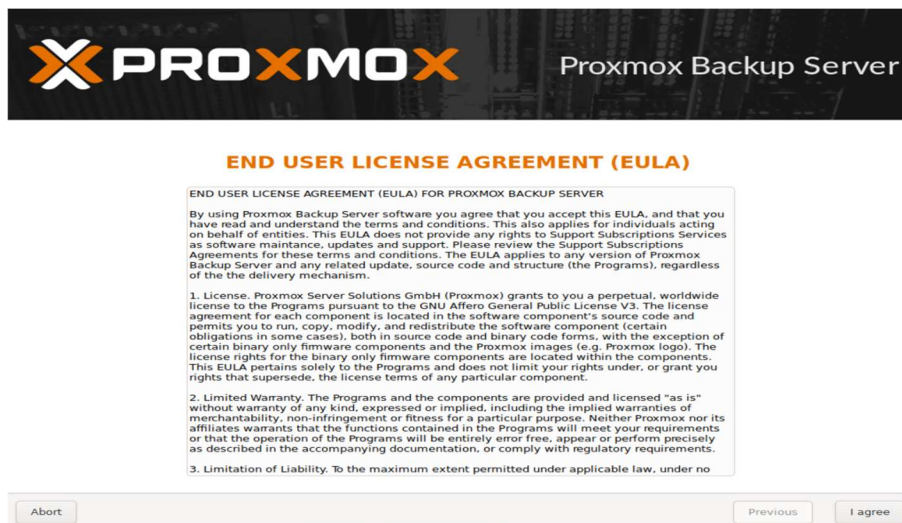 PROXMOX
Proxmox Backup Server
END USER LICENSE AGREEMENT (EULA)
END USER LICENSE AGREEMENT (EULA) FOR PROXMOX BACKUP SERVER
By using Proxmox Backup Server software you agree that you accept this EULA, and that you
have read and understand the terms and conditions. This also applies for individuals acting
on behalf of entities. This EULA does not provide any rights to Support Subscriptions Services
as software maintance, updates and support. Please review the Support Subscriptions
Agreements for these terms and conditions. The EULA applies to any version of Proxmox
Backup Server and any related update, source code and structure (the Programs), regardless
of the the delivery mechanism.
1. License. Proxmox Server Solutions GmbH (Proxmox) grants to you a perpetual, worldwide
license to the Programs pursuant to the GNU Affero General Public License V3. The license
agreement for each component is located in the software component's source code and
permits you to run, copy, modify, and redistribute the software component (certain
obligations in some cases), both in source code and binary code forms, with the exception of
certain binary only firmware components and the Proxmox images (e.g. Proxmox logo). The
license rights for the binary only firmware components are located within the components.
This EULA pertains solely to the Programs and does not limit your rights under, or grant you
rights that supersede, the license terms of any particular component.
2. Limited Warranty. The Programs and the components are provided and licensed "as is"
without warranty of any kind, expressed or implied, including the implied warranties of
merchantability, non-infringement or fitness for a particular purpose. Neither Proxmox nor its
affiliates warrants that the functions contained in the Programs will meet your requirements
or that the operation of the Programs will be entirely error free, appear or perform precisely
as described in the accompanying documentation, or comply with regulatory requirements.
3. Limitation of Liability. To the maximum extent permitted under applicable law, under no
Abort
Previous
I agree